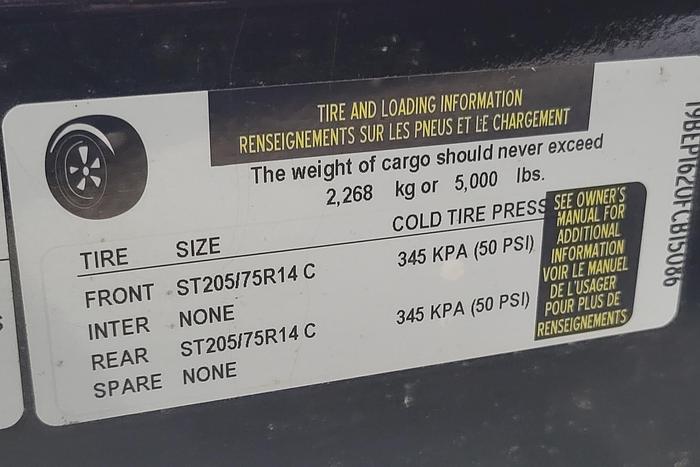 TIRE AND LOADING INFORMATION
RENSEIGNEMENTS SUR LES PNEUS ET LE CHARGEMENT
The weight of cargo should never exceed
2,268 kg or 5,000 lbs.
TIRE SIZE COLD TIRE PRESS
FRONT ST205/75R14 C 345 KPA (50 PSI)
INTER NONE
REAR ST205/75R14 C 345 KPA (50 PSI)
SPARE NONE
SEE OWNER'S
MANUAL FOR
ADDITIONAL
INFORMATION
VOIR LE MANUEL
DE L'USAGER
POUR PLUS DE
RENSEIGNEMENTS